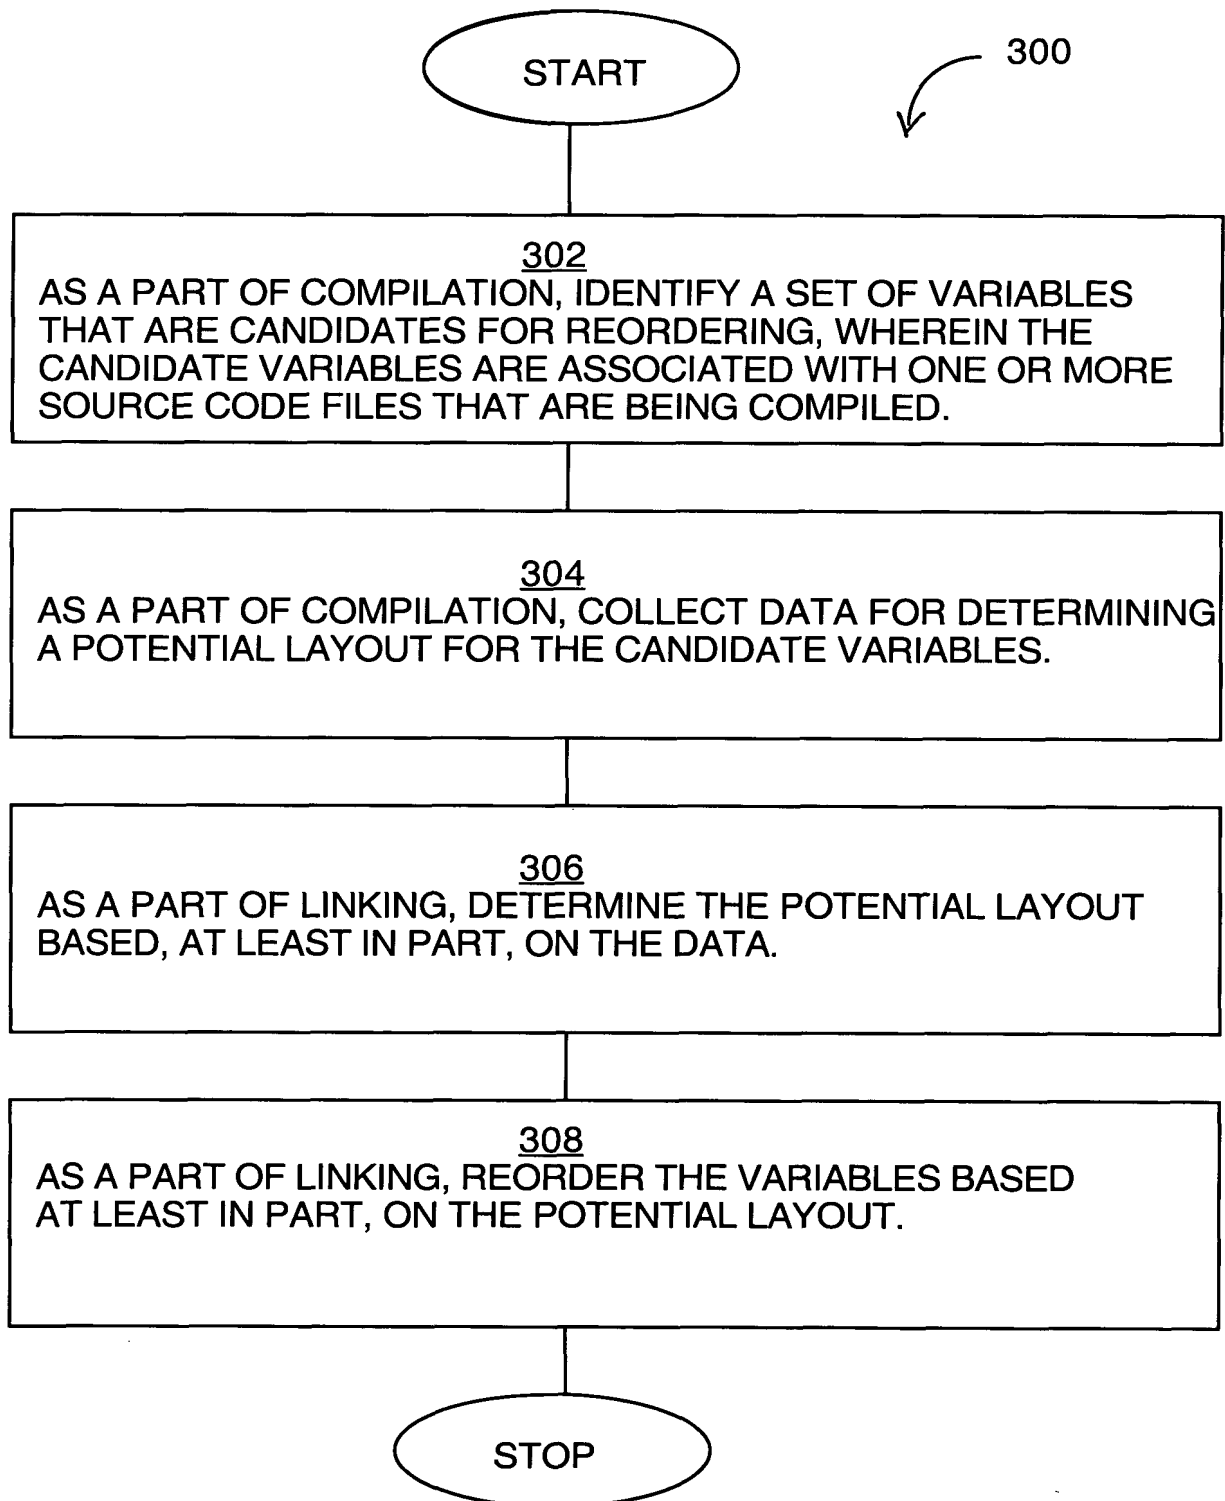 START
300
302
AS A PART OF COMPILATION, IDENTIFY A SET OF VARIABLES
THAT ARE CANDIDATES FOR REORDERING, WHEREIN THE
CANDIDATE VARIABLES ARE ASSOCIATED WITH ONE OR MORE
SOURCE CODE FILES THAT ARE BEING COMPILED.
304
AS A PART OF COMPILATION, COLLECT DATA FOR DETERMINING
A POTENTIAL LAYOUT FOR THE CANDIDATE VARIABLES.
306
AS A PART OF LINKING, DETERMINE THE POTENTIAL LAYOUT
BASED, AT LEAST IN PART, ON THE DATA.
308
AS A PART OF LINKING, REORDER THE VARIABLES BASED
AT LEAST IN PART, ON THE POTENTIAL LAYOUT.
STOP